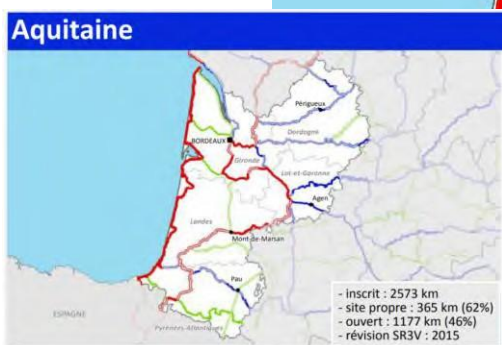 Aquitaine
Périgueux
Dordogne
BORDEAUX
Gironde
Lot-et-Garonne
Agen
Landes
Mont-de-Marsan
Pau
ESPAGNE
Pyrénées-Atlantiques
- inscrit : 2573 km
- site propre : 365 km (62%)
- ouvert : 1177 km (46%)
- révision SR3V : 2015